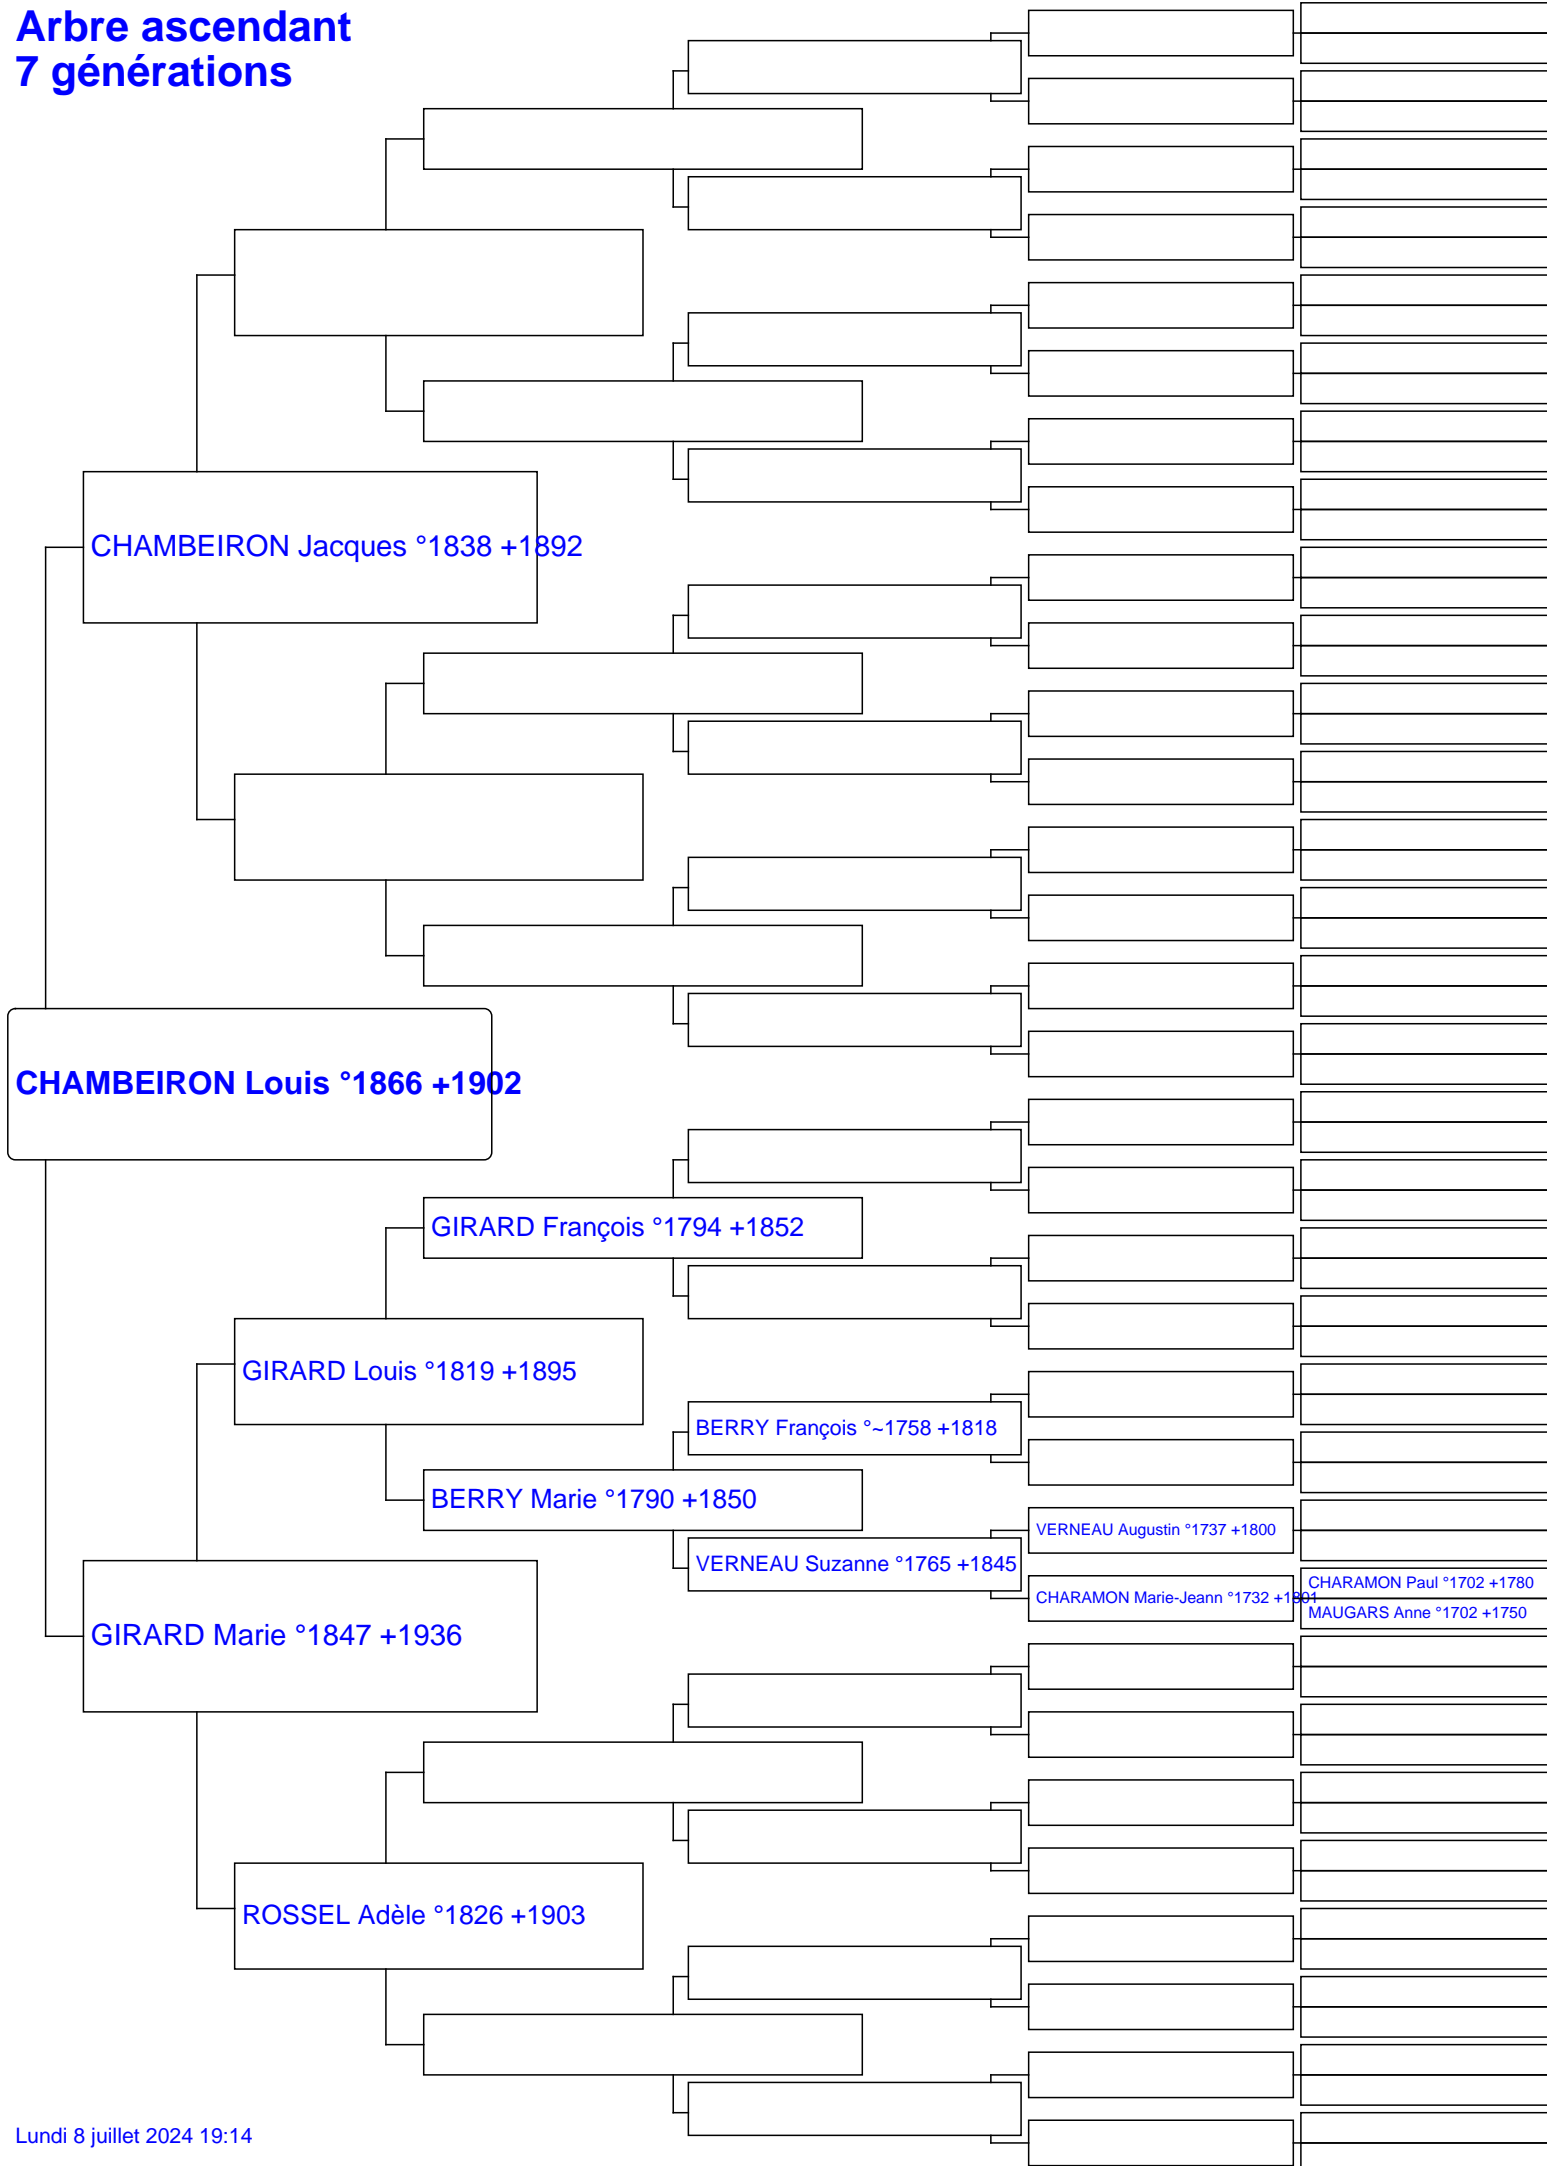 Arbre ascendant
7 générations
CHAMBEIRON Jacques °1838 +1892
CHAMBEIRON Louis °1866 +1902
GIRARD François °1794 +1852
GIRARD Louis °1819 +1895
BERRY François °~1758 +1818
BERRY Marie °1790 +1850
VERNEAU Augustin °1737 +1800
VERNEAU Suzanne °1765 +1845
CHARAMON Paul °1702 +1780
CHARAMON Marie-Jeann °1732 +1801
MAUGARS Anne °1702 +1750
GIRARD Marie °1847 +1936
ROSSEL Adèle °1826 +1903
Lundi 8 juillet 2024 19:14